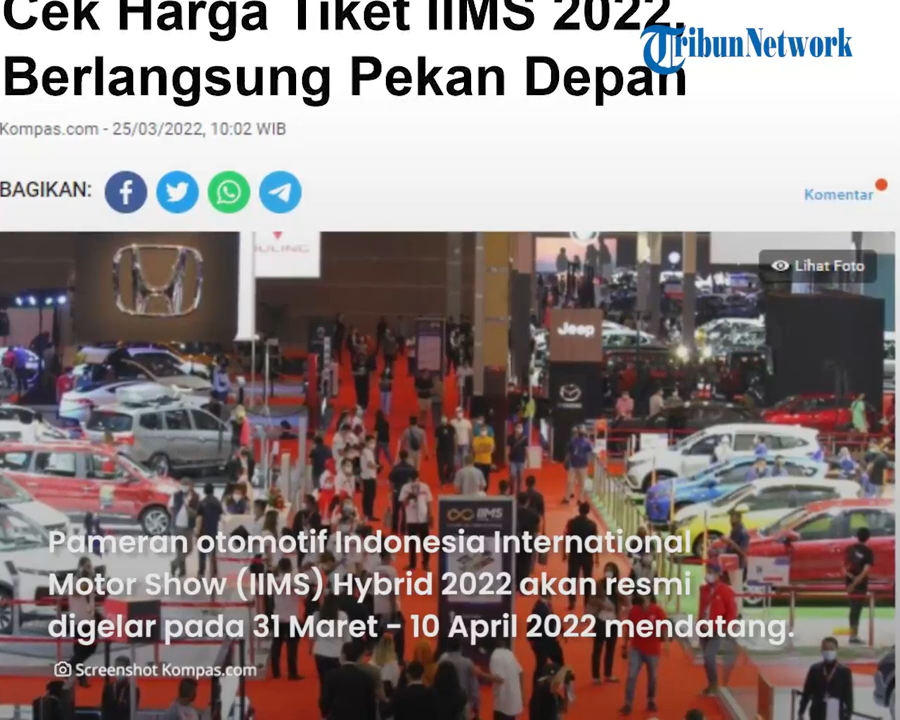 Cek Harga Tiket IIMS 2022,
Berlangsung Pekan Depan
TribunNetwork
Kompas.com - 25/03/2022, 10:02 WIB
BAGIKAN:
Komentar
Lihat Foto
Jeep
mazda
IIMS
Pameran otomotif Indonesia International
Motor Show (IIMS) Hybrid 2022 akan resmi
digelar pada 31 Maret - 10 April 2022 mendatang.
Screenshot Kompas.com